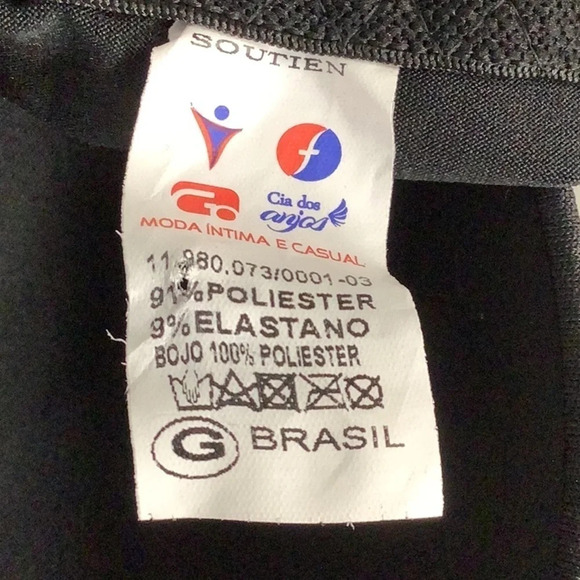 SOUTIEN
f
Cia dos
anjos
MODA ÍNTIMA E CASUAL
11.980.073/0001-03
91%POLIESTER
9%ELASTANO
BOJO 100% POLIESTER
G BRASIL